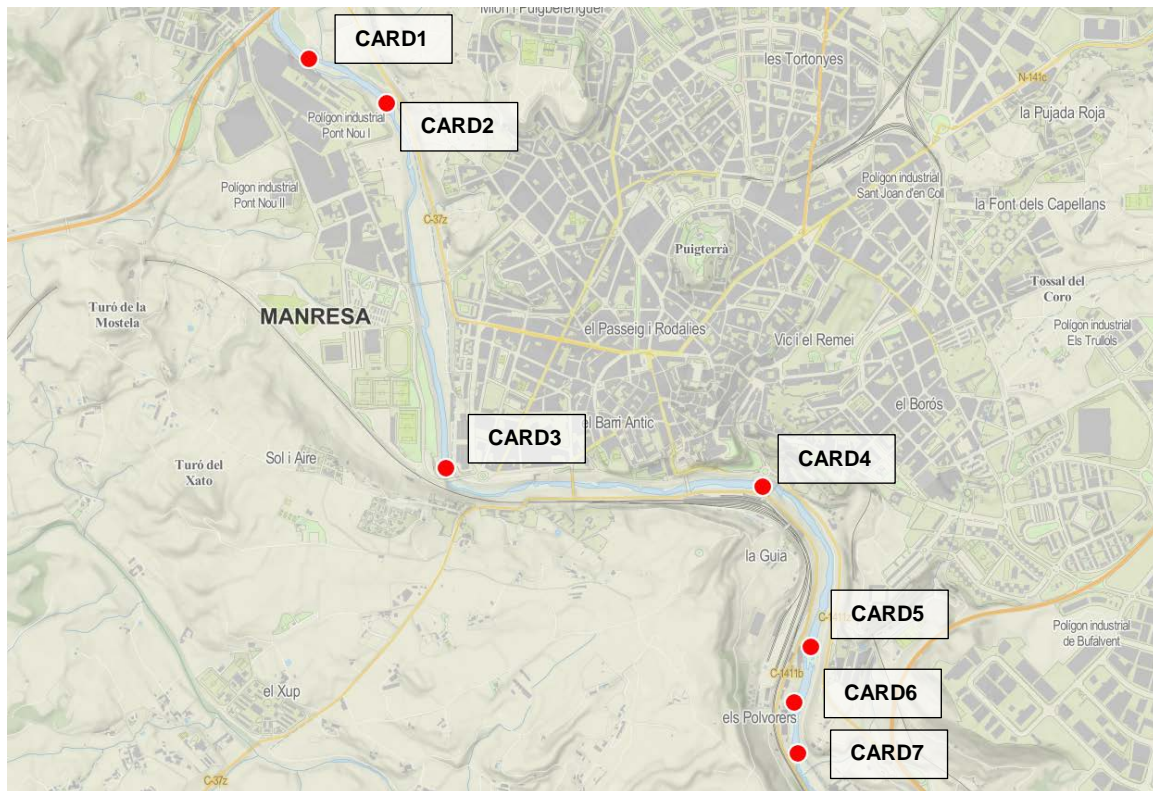 Mion i Puigberenguer
CARD1
les Tortonyes
N-141c
la Pujada Roja
Polígon industrial
Pont Nou I
CARD2
Polígon industrial
Pont Nou II
Polígon industrial
Sant Joan d'en Coll
la Font dels Capellans
C-37z
Puigterrà
Turó de la
Mostela
MANRESA
el Passeig i Rodalies
Vic i el Remei
Tossal del
Coro
Polígon industrial
Els Trullols
el Borós
el Barri Antic
CARD3
CARD4
Sol i Aire
Turó del
Xato
la Guia
CARD5
Polígon industrial
de Bufalvent
C-1411b
CARD6
el Xup
els Polvorers
CARD7
C-37z